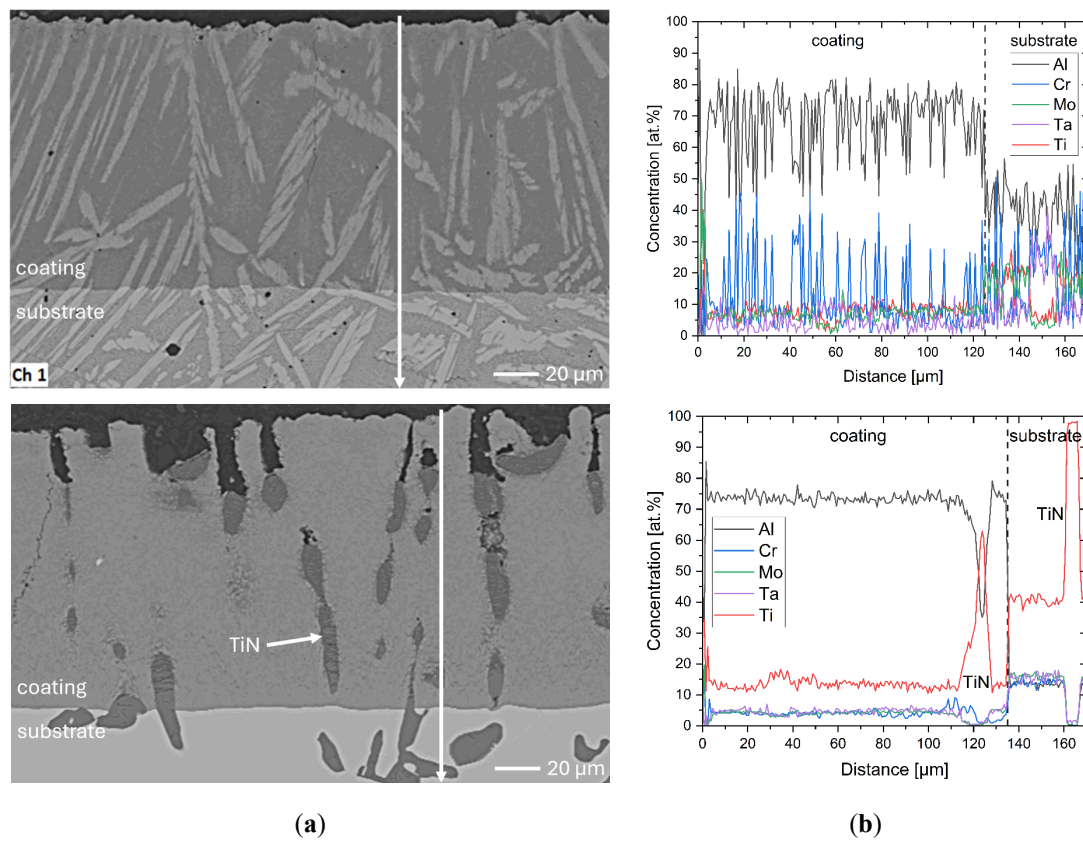 coating
substrate
Ch 1
20 µm
100
90
80
70
60
50
40
30
20
10
0
Concentration [at.%]
coating
substrate
Al
Cr
Mo
Ta
Ti
0 20 40 60 80 100 120 140 160
Distance [µm]
TiN
coating
substrate
20 µm
100
90
80
70
60
50
40
30
20
10
0
Concentration [at.%]
coating
substrate
Al
Cr
Mo
Ta
Ti
TiN
TiN
0 20 40 60 80 100 120 140 160
Distance [µm]
(a)
(b)